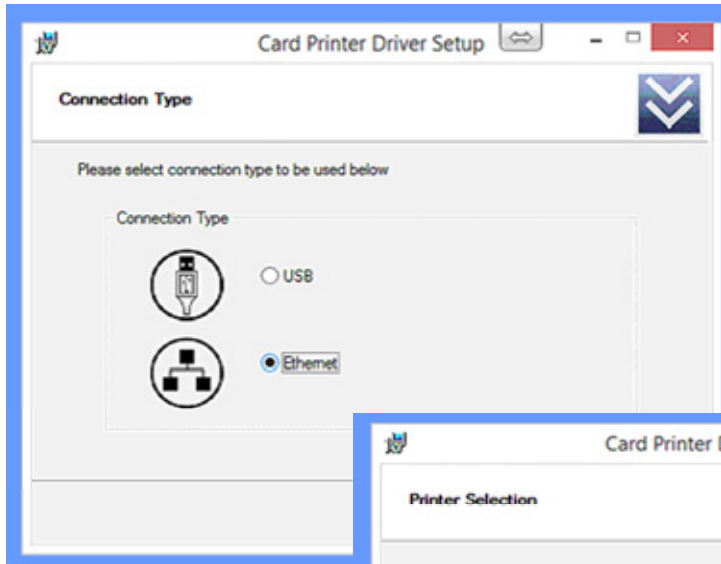 Card Printer Driver Setup
Connection Type
Please select connection type to be used below
Connection Type
USB
Ethernet
Card Printer
Printer Selection